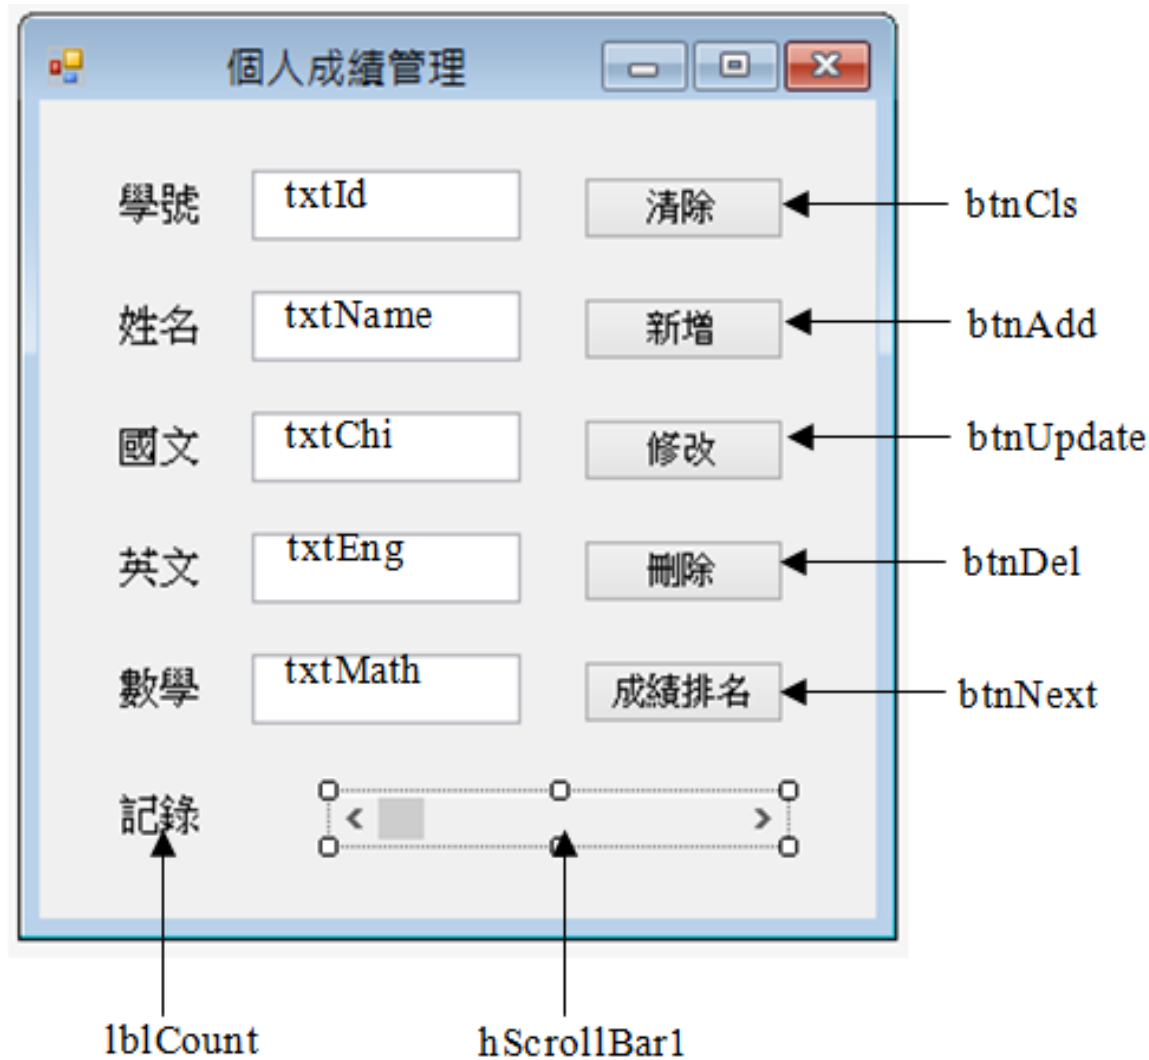 個人成績管理
學號 txtId 清除 btnCls
姓名 txtName 新增 btnAdd
國文 txtChi 修改 btnUpdate
英文 txtEng 刪除 btnDel
數學 txtMath 成績排名 btnNext
記錄
lblCount hScrollBar1